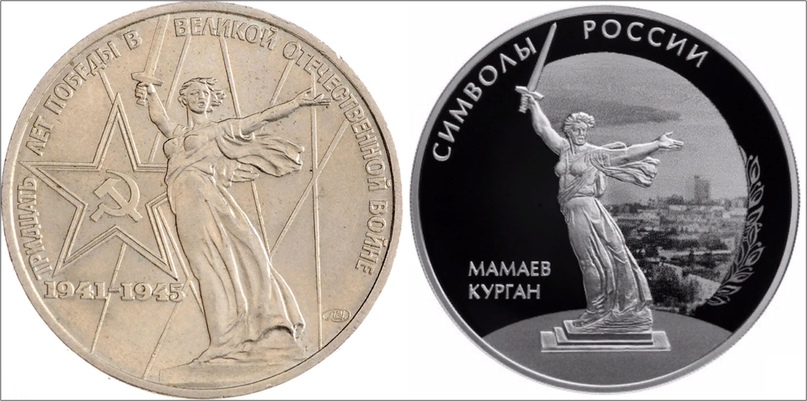 ТРИДЦАТЬ ЛЕТ ПОБЕДЫ В ВЕЛИКОЙ ОТЕЧЕСТВЕННОЙ ВОЙНЕ
1941–1945
СИМВОЛЫ РОССИИ
МАМАЕВ
КУРГАН